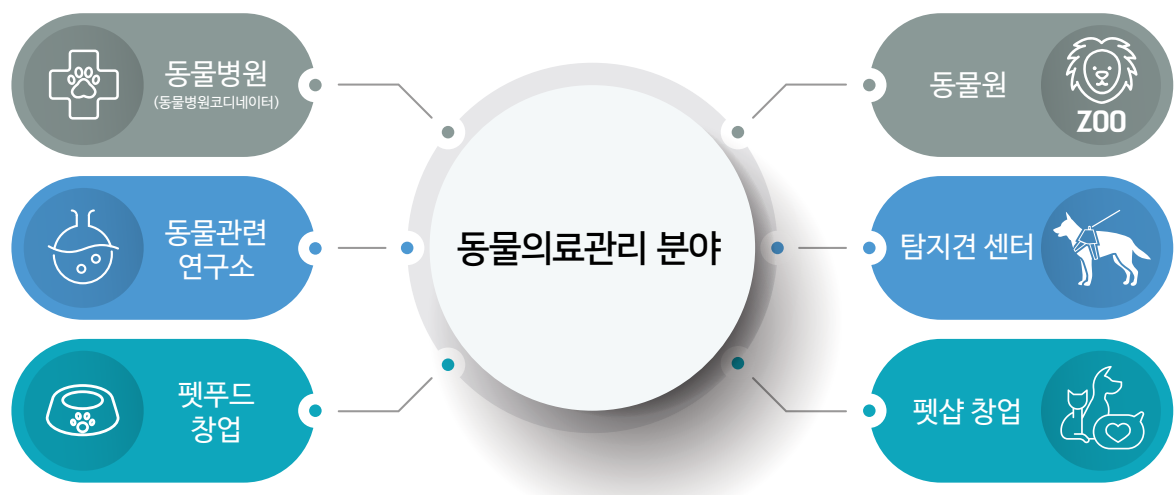 동물병원
(동물병원코디네이터)
동물관련
연구소
펫푸드
창업
동물의료관리 분야
동물원
ZOO
탐지견 센터
펫샵 창업